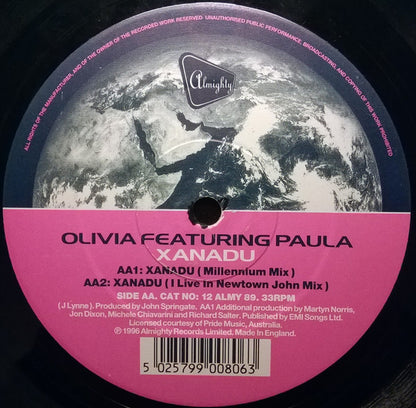 ALL RIGHTS OF THE MANUFACTURER, AND OF THE OWNER OF THE RECORDED WORK RESERVED. UNAUTHORISED PUBLIC PERFORMANCE, BROADCASTING, AND COPYING OF THIS WORK PROHIBITED
Almighty
OLIVIA FEATURING PAULA
XANADU
AA1: XANADU ( Millennium Mix )
AA2: XANADU ( I Live In Newtown John Mix )
SIDE AA. CAT NO: 12 ALMY 89. 33RPM
( J Lynne ). Produced by John Springate. AA1 Additional production by Martyn Norris,
Jon Dixon, Michele Chiavarini and Richard Salter. Published by EMI Songs Ltd.
Licensed courtesy of Pride Music, Australia.
℗ 1996 Almighty Records Limited. Made in England.
5 025799 008063